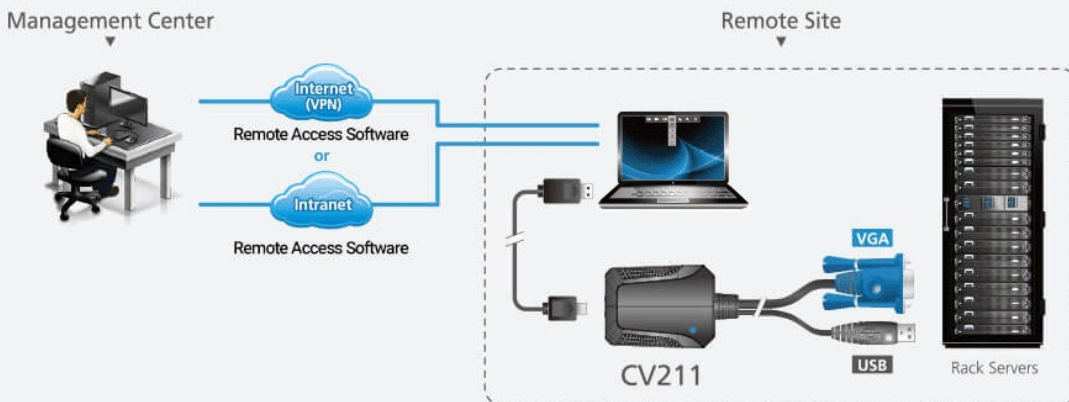 Management Center
Remote Site
Internet
(VPN)
Remote Access Software
or
Intranet
Remote Access Software
VGA
USB
CV211
Rack Servers